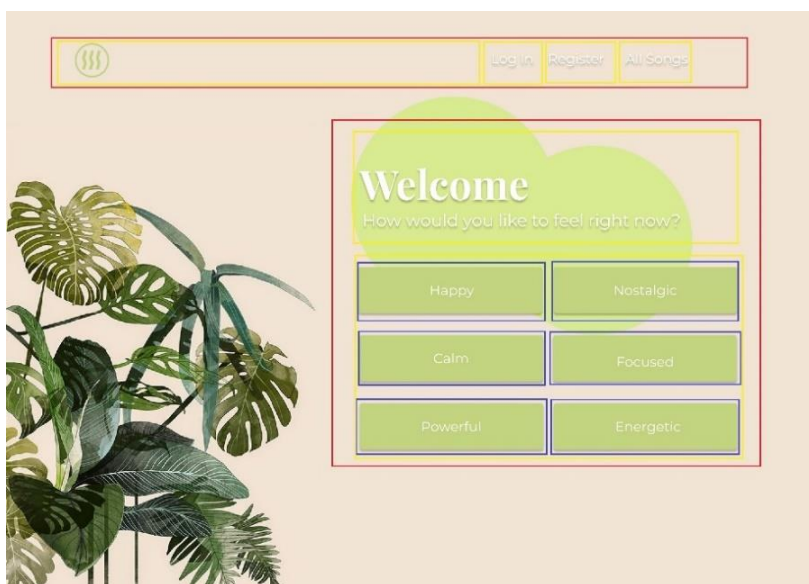 Log In Register All Songs
Welcome
How would you like to feel right now?
Happy Nostalgic
Calm Focused
Powerful Energetic